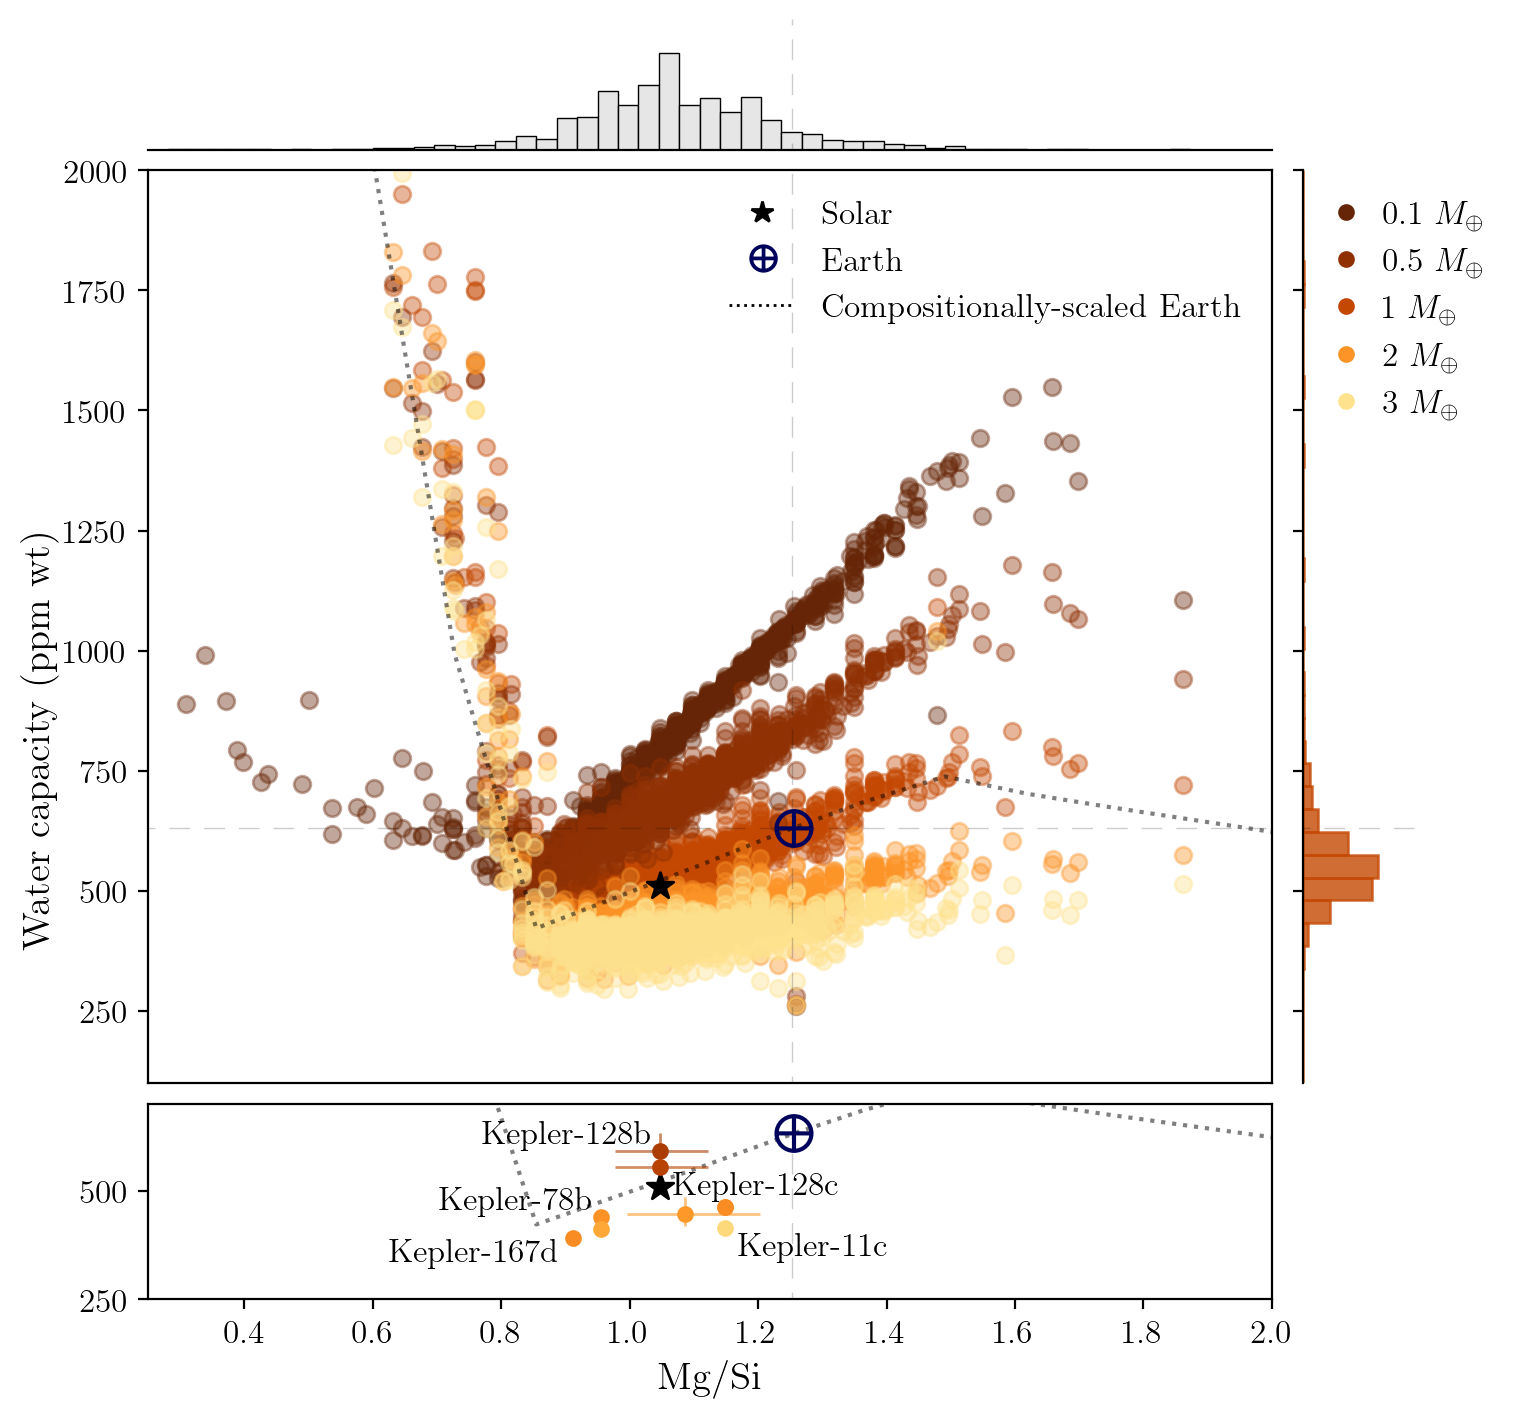 2000
1750
1500
1250
1000
750
500
250
Water capacity (ppm wt)
Solar
Earth
Compositionally-scaled Earth
0.1 M⊕
0.5 M⊕
1 M⊕
2 M⊕
3 M⊕
500
250
Kepler-128b
Kepler-128c
Kepler-78b
Kepler-167d
Kepler-11c
0.4 0.6 0.8 1.0 1.2 1.4 1.6 1.8 2.0
Mg/Si